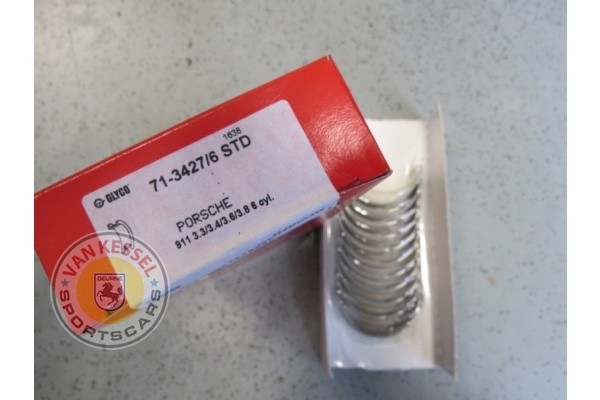 1638
GLYCO
71-3427/6 STD
PORSCHE
911 3.3/3.4/3.6/3.8 6 cyl.
VAN KESSEL
DEURNE
SPORTSCARS